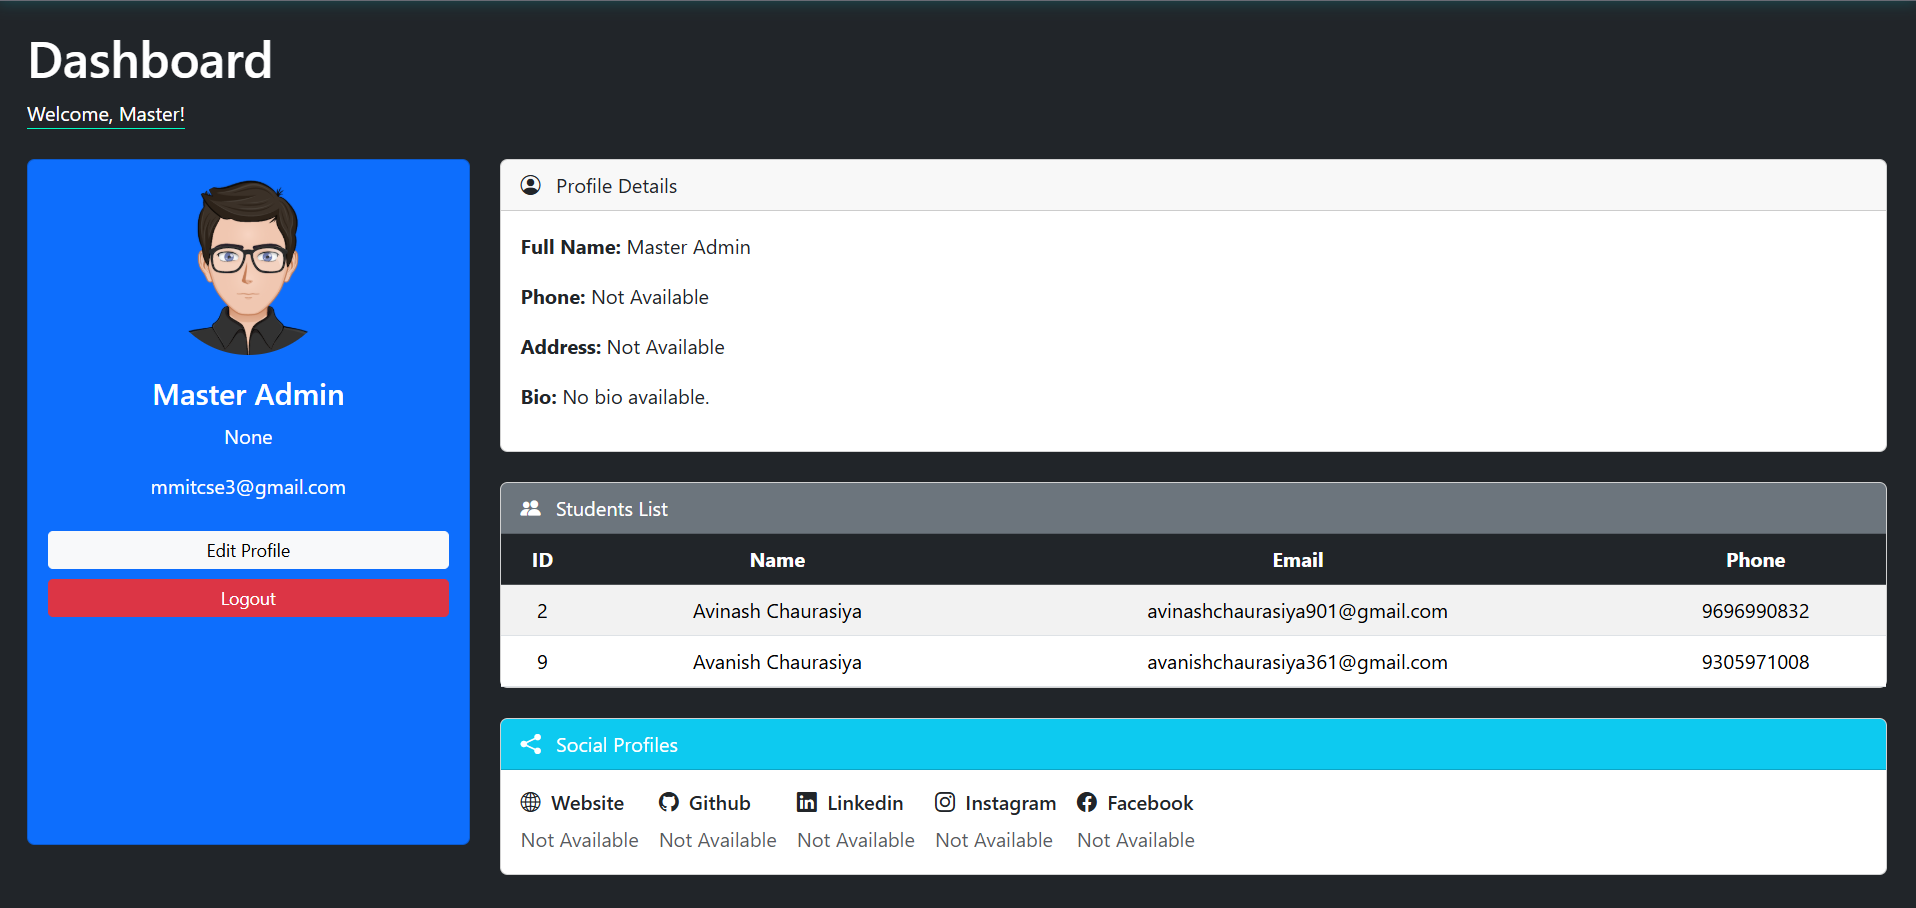 Dashboard
Welcome, Master!
Master Admin
None
mmitcse3@gmail.com
Edit Profile
Logout
Profile Details
Full Name: Master Admin
Phone: Not Available
Address: Not Available
Bio: No bio available.
Students List
ID Name Email Phone
2 Avinash Chaurasiya avinashchaurasiya901@gmail.com 9696990832
9 Avanish Chaurasiya avanishchaurasiya361@gmail.com 9305971008
Social Profiles
Website Github Linkedin Instagram Facebook
Not Available Not Available Not Available Not Available Not Available